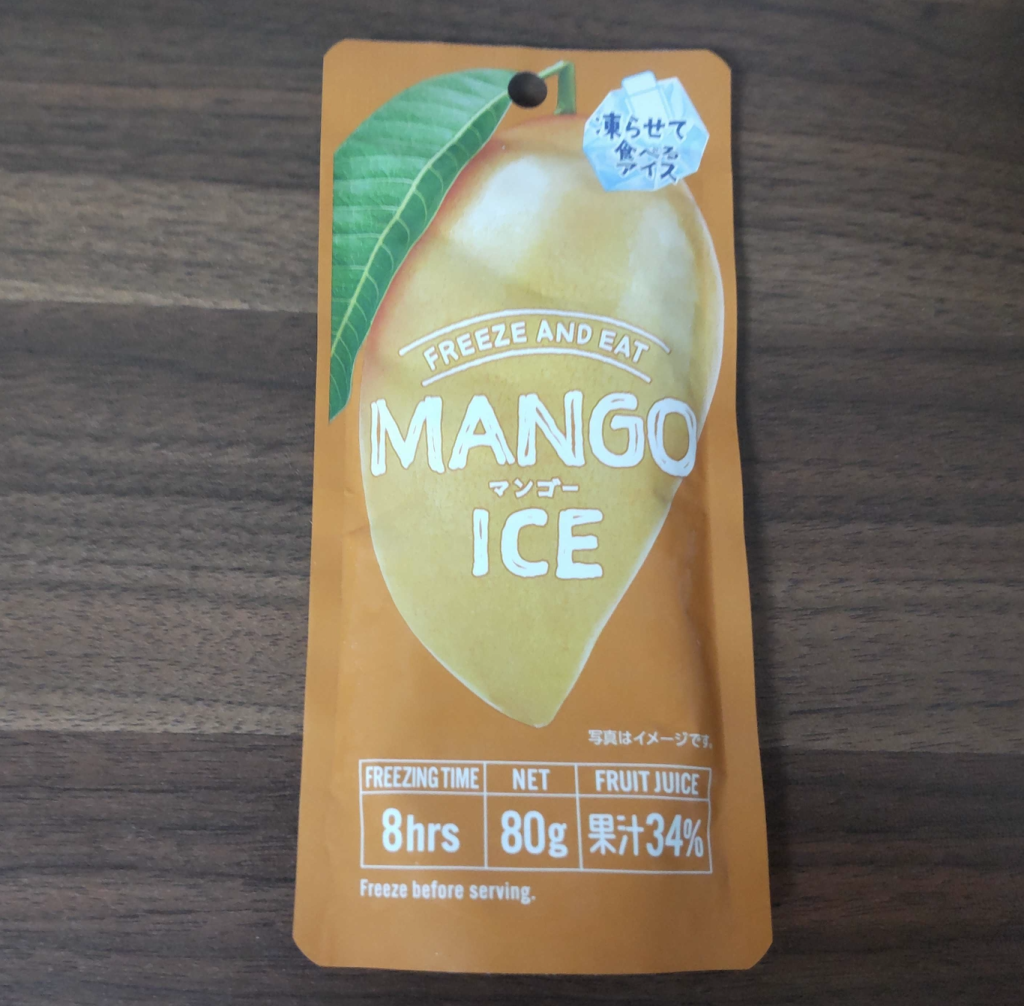 凍らせて
食べる
アイス
FREEZE AND EAT
MANGO
マンゴー
ICE
写真はイメージです。
FREEZING TIME NET FRUIT JUICE
8hrs 80g 果汁34%
Freeze before serving.